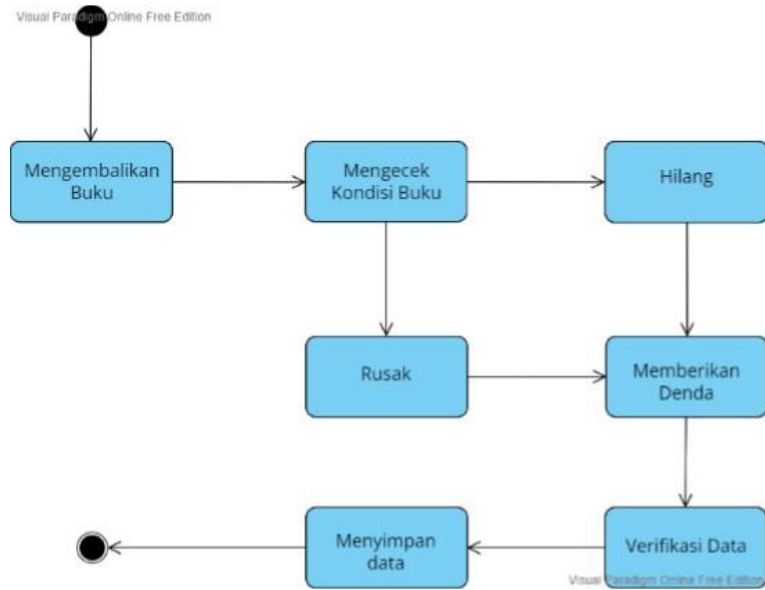 Visual Paradigm Online Free Edition
Mengembalikan
Buku
Mengecek
Kondisi Buku
Hilang
Rusak
Memberikan
Denda
Menyimpan
data
Verifikasi Data
Visual Paradigm Online Free Edition